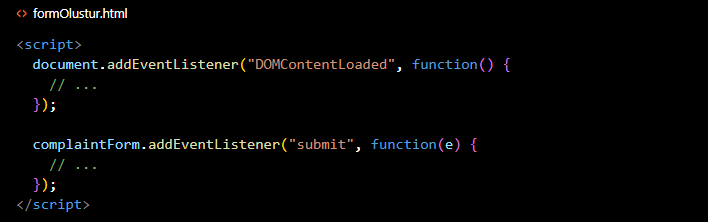 <> formOlustur.html
<script>
  document.addEventListener("DOMContentLoaded", function() {
    // ...
  });

  complaintForm.addEventListener("submit", function(e) {
    // ...
  });
</script>